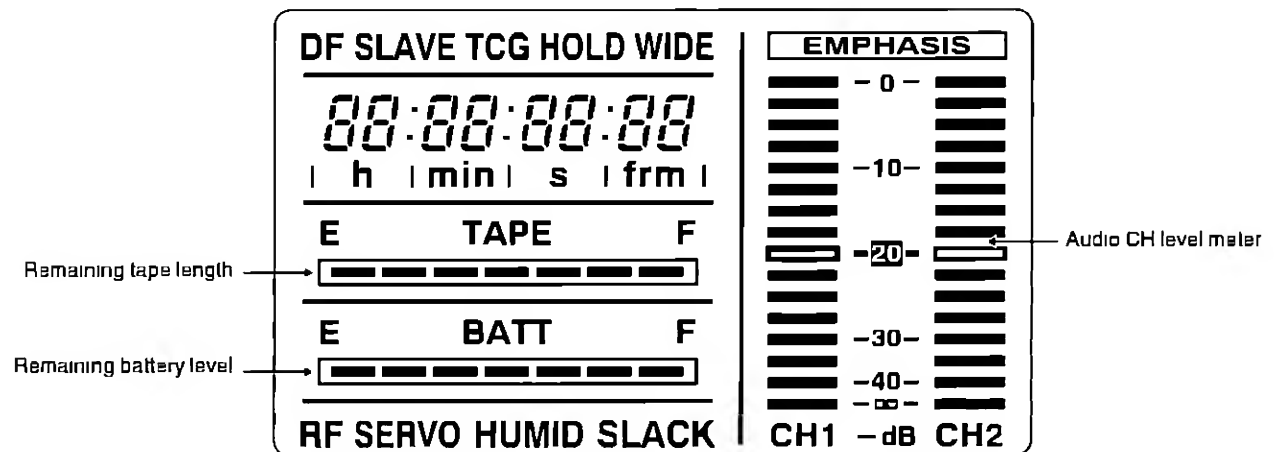 DF SLAVE TCG HOLD WIDE
88:88:88:88
h min s frm
E TAPE F
Remaining tape length
E BATT F
Remaining battery level
RF SERVO HUMID SLACK
EMPHASIS
– 0 –
–10–
–20–
Audio CH level meter
–30–
–40–
– ∞ –
CH1 – dB CH2